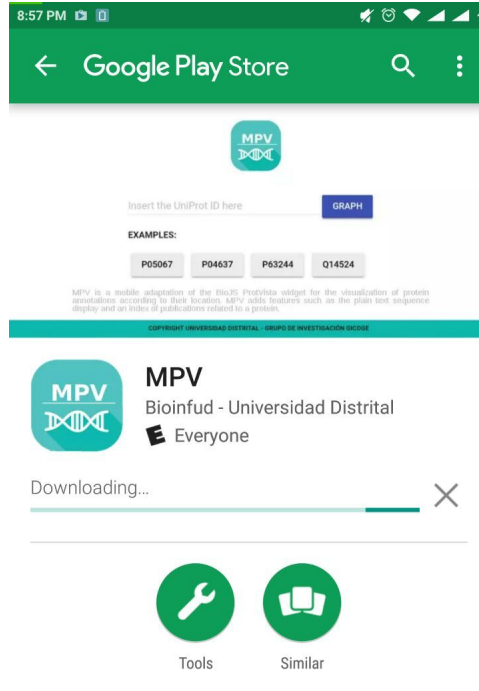 8:57 PM
Google Play Store
MPV
Insert the UniProt ID here
GRAPH
EXAMPLES:
P05067 P04637 P63244 Q14524
MPV is a mobile adaptation of the BioJS ProtVista widget for the visualization of protein
annotations according to their location. MPV adds features such as the plain text sequence
display and an index of publications related to a protein.
COPYRIGHT UNIVERSIDAD DISTRITAL - GRUPO DE INVESTIGACIÓN GICOGE
MPV
MPV
Bioinfud - Universidad Distrital
E Everyone
Downloading...
Tools Similar